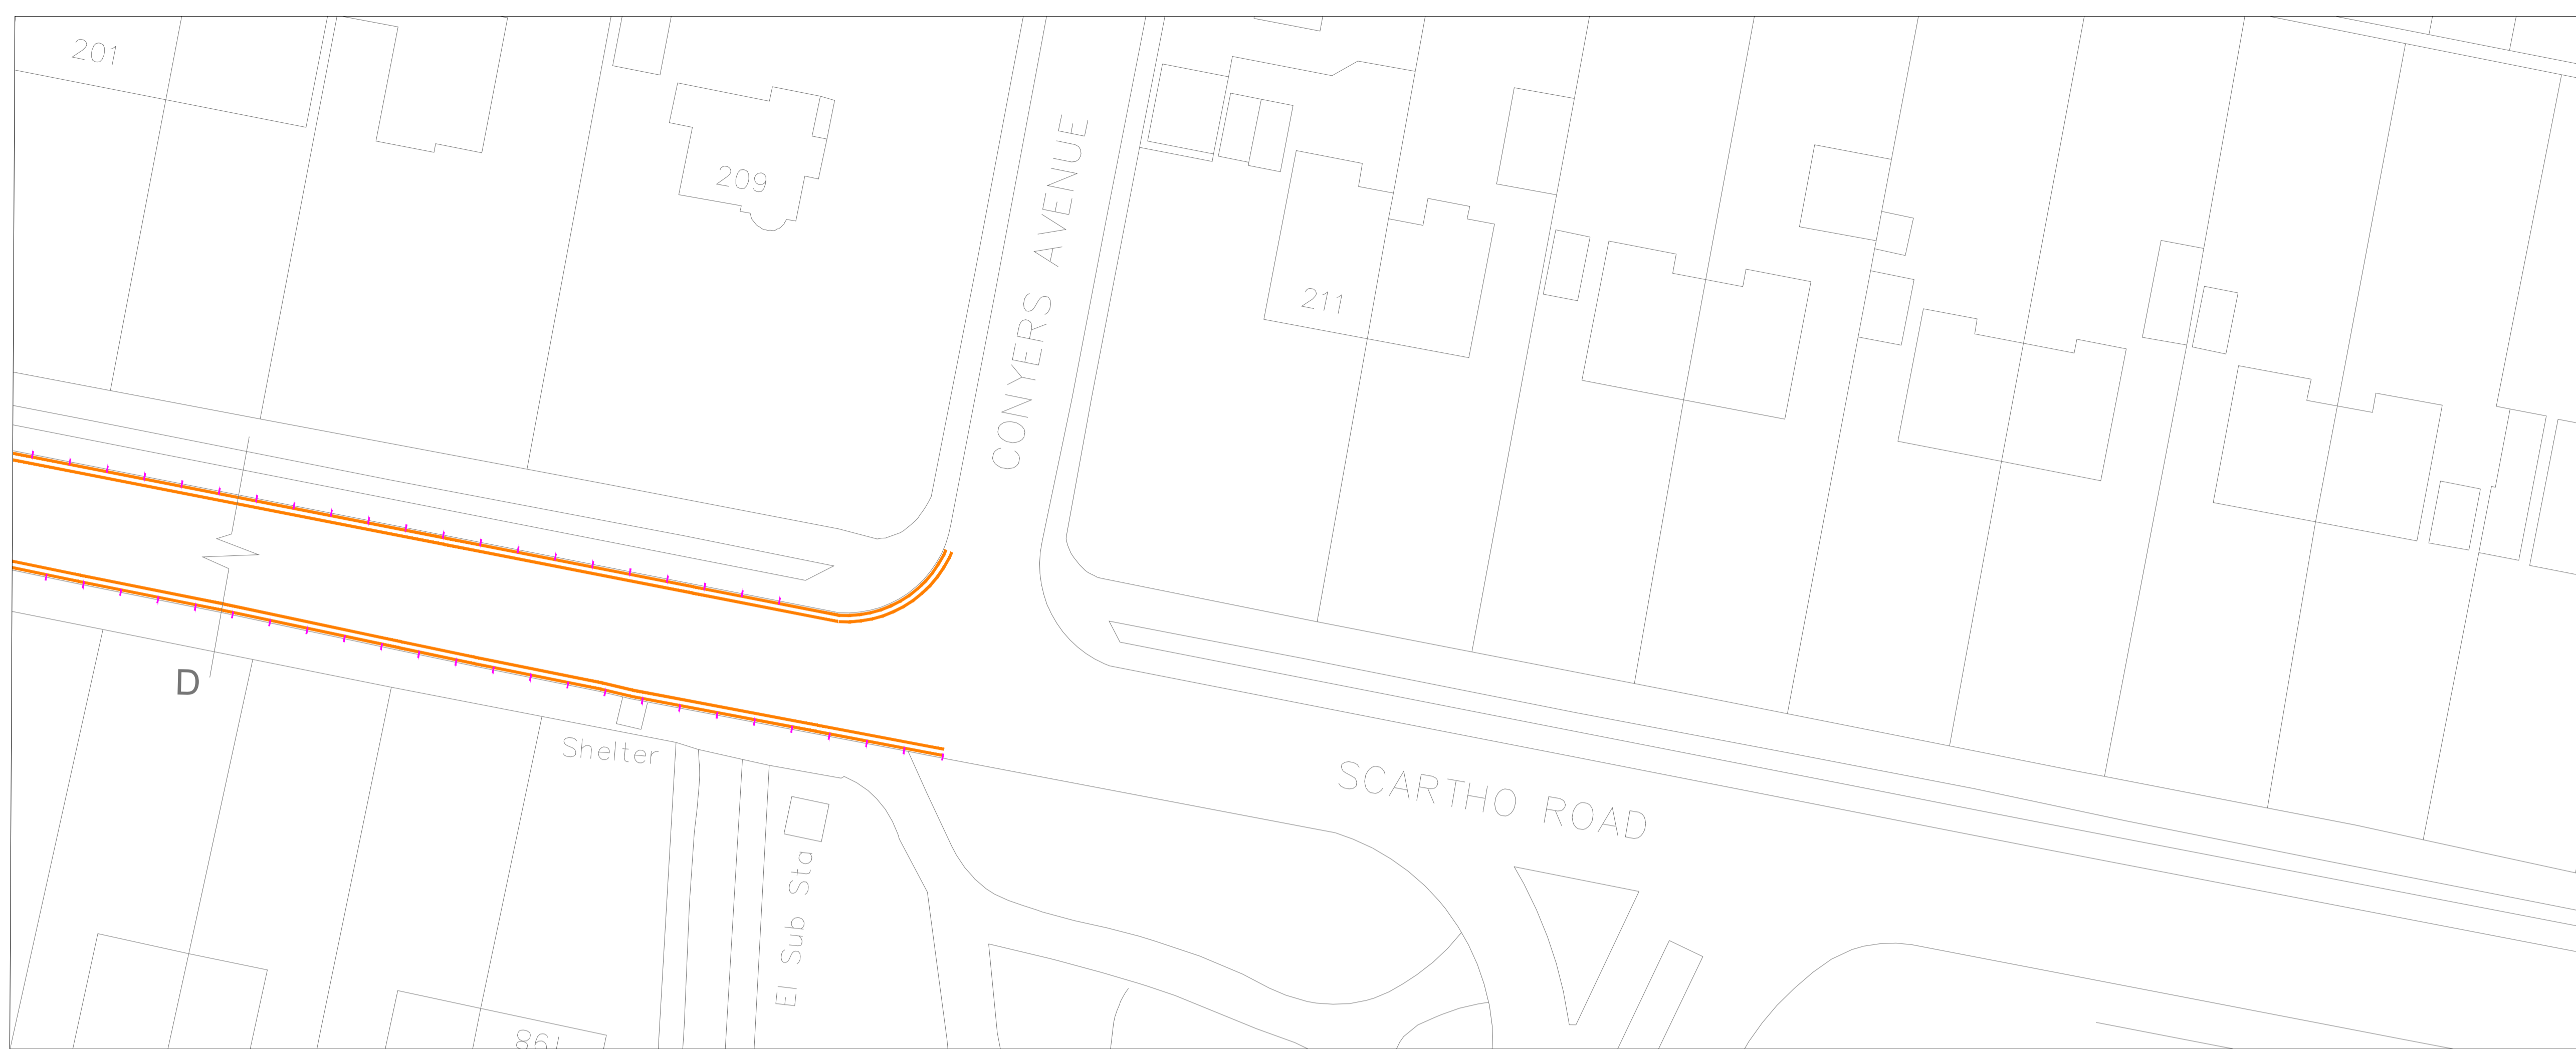 201
209
CONYERS AVENUE
211
D
Shelter
SCARTHO ROAD
El Sub Sta